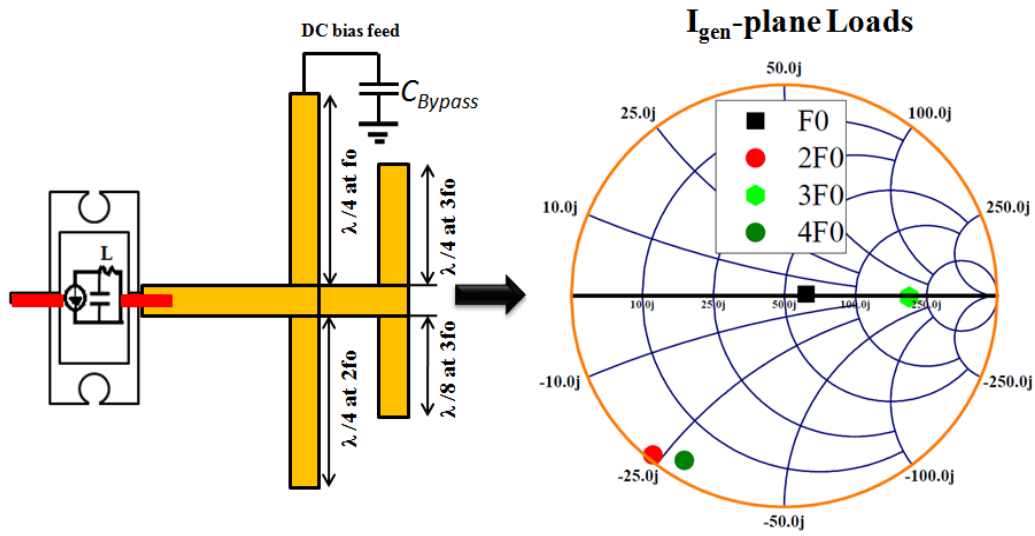 DC bias feed
C_Bypass
L
λ/4 at fo
λ/4 at 3fo
λ/4 at 2fo
λ/8 at 3fo
I_gen-plane Loads
50.0j
25.0j
100.0j
10.0j
250.0j
F0
2F0
3F0
4F0
10.0j
25.0j
50.0j
100.0j
250.0j
-10.0j
-250.0j
-25.0j
-100.0j
-50.0j